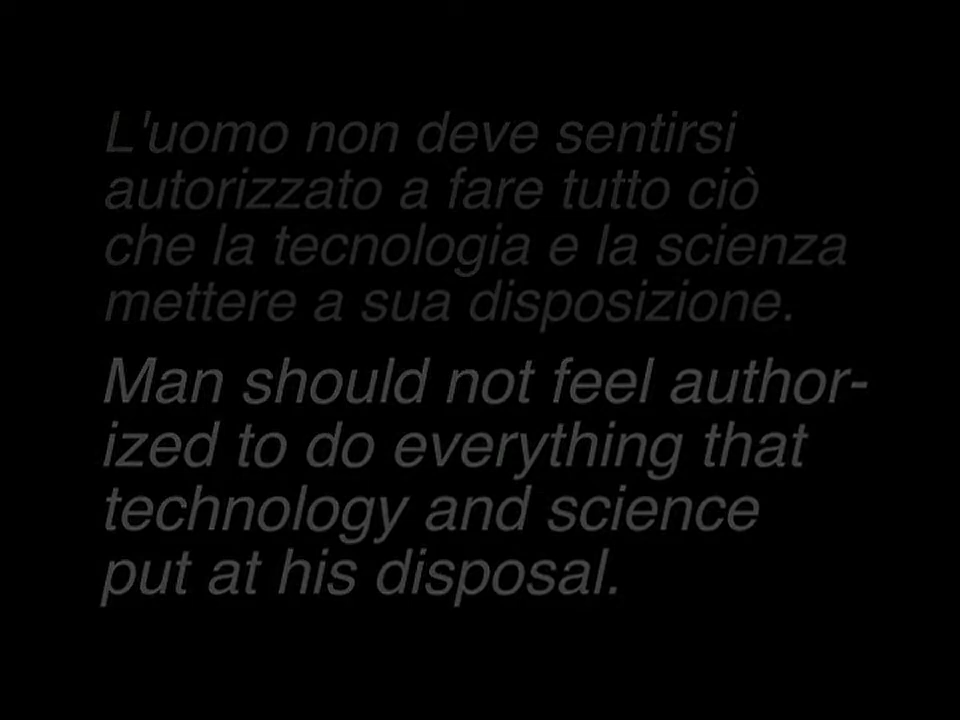 L'uomo non deve sentirsi
autorizzato a fare tutto ciò
che la tecnologia e la scienza
mettere a sua disposizione.
Man should not feel author-
ized to do everything that
technology and science
put at his disposal.